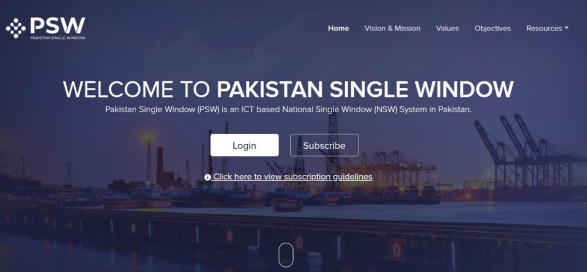 PSW
PAKISTAN SINGLE WINDOW
Home Vision & Mission Values Objectives Resources
WELCOME TO PAKISTAN SINGLE WINDOW
Pakistan Single Window (PSW) is an ICT based National Single Window (NSW) System in Pakistan.
Login Subscribe
Click here to view subscription guidelines